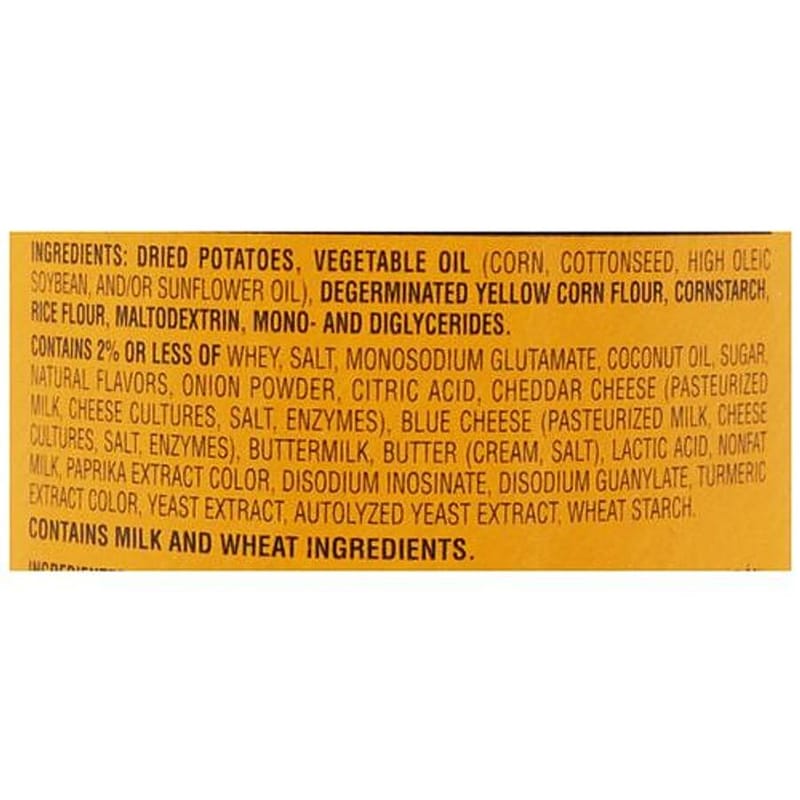 INGREDIENTS: DRIED POTATOES, VEGETABLE OIL (CORN, COTTONSEED, HIGH OLEIC
SOYBEAN, AND/OR SUNFLOWER OIL), DEGERMINATED YELLOW CORN FLOUR, CORNSTARCH,
RICE FLOUR, MALTODEXTRIN, MONO- AND DIGLYCERIDES.
CONTAINS 2% OR LESS OF WHEY, SALT, MONOSODIUM GLUTAMATE, COCONUT OIL, SUGAR,
NATURAL FLAVORS, ONION POWDER, CITRIC ACID, CHEDDAR CHEESE (PASTEURIZED
MILK, CHEESE CULTURES, SALT, ENZYMES), BLUE CHEESE (PASTEURIZED MILK, CHEESE
CULTURES, SALT, ENZYMES), BUTTERMILK, BUTTER (CREAM, SALT), LACTIC ACID, NONFAT
MILK, PAPRIKA EXTRACT COLOR, DISODIUM INOSINATE, DISODIUM GUANYLATE, TURMERIC
EXTRACT COLOR, YEAST EXTRACT, AUTOLYZED YEAST EXTRACT, WHEAT STARCH.
CONTAINS MILK AND WHEAT INGREDIENTS.